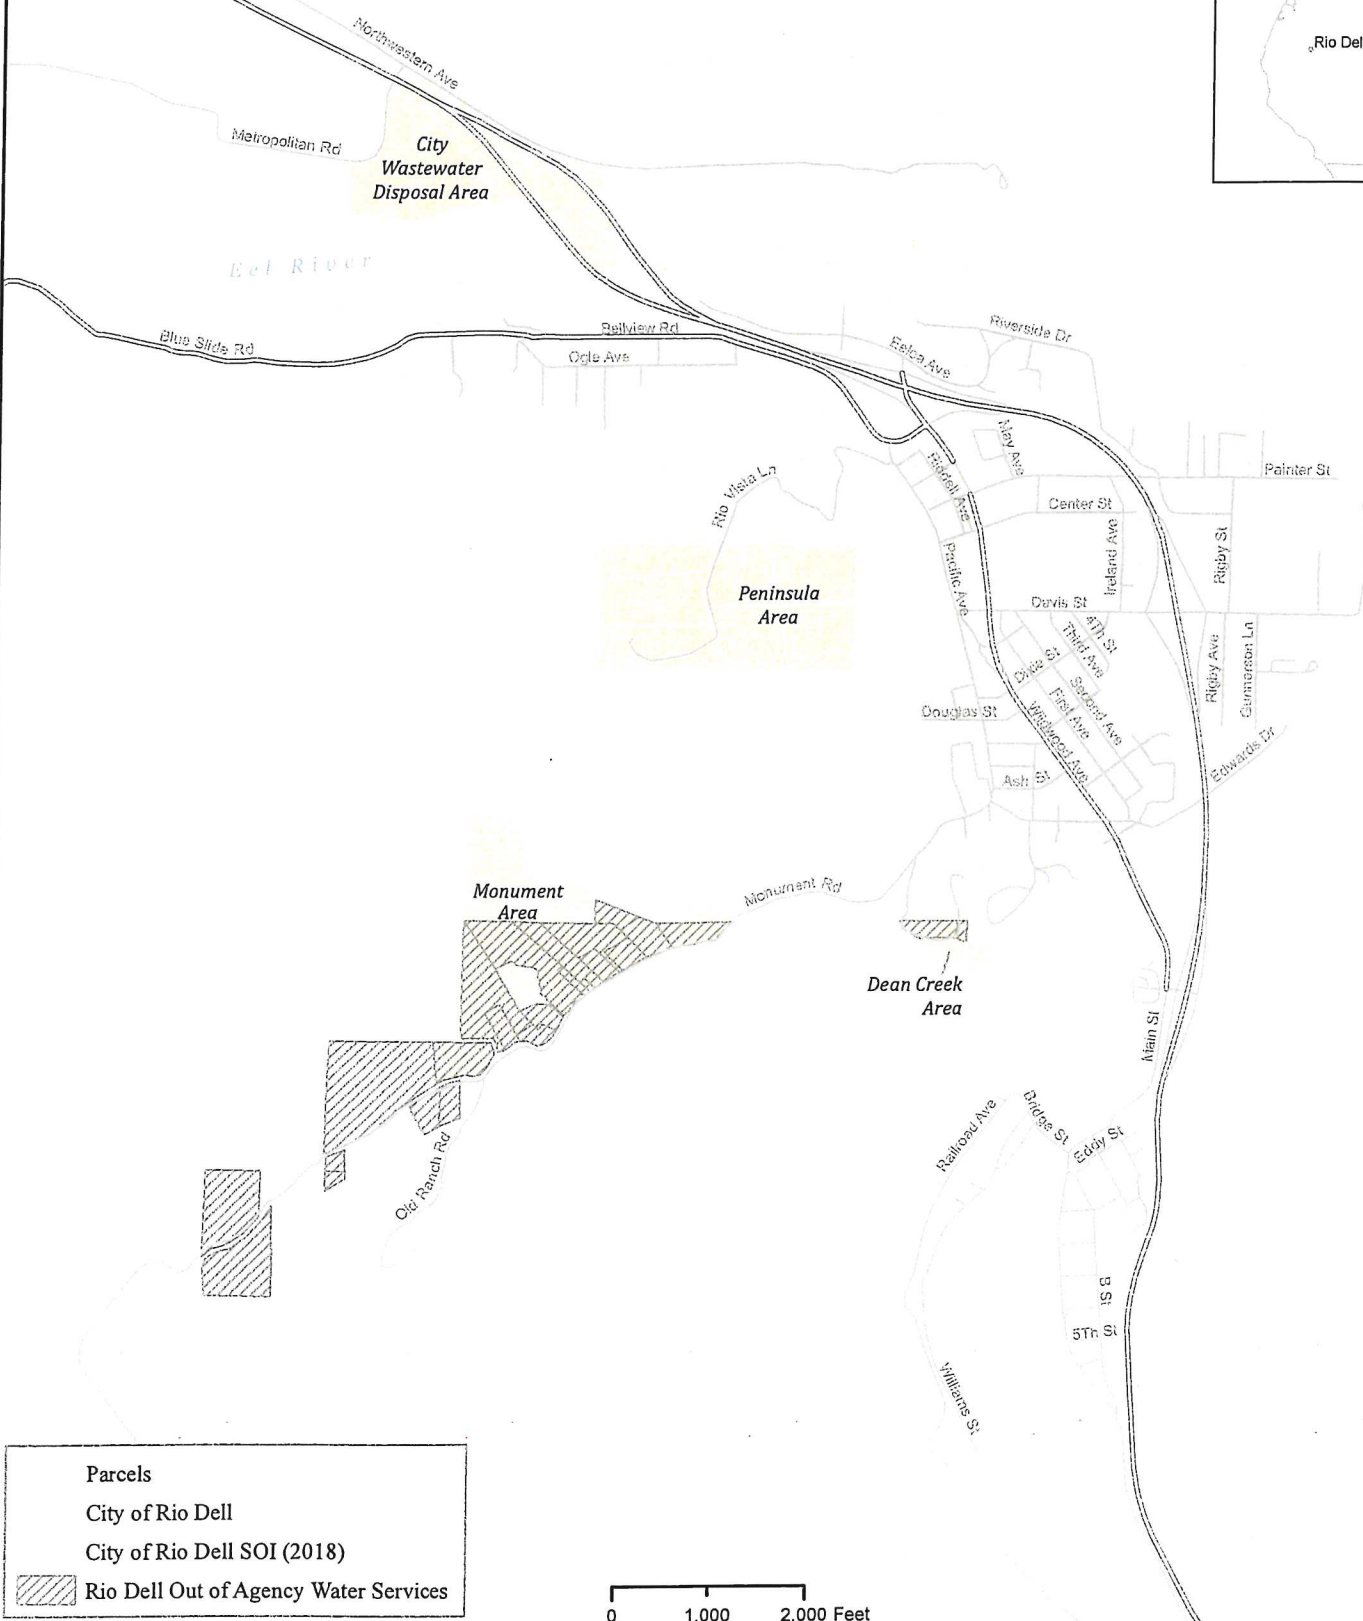 Northwestern Ave
Rio Del
Metropolitan Rd
City
Wastewater
Disposal Area
Eel River
Blue Slide Rd
Bellview Rd
Ogle Ave
Eeloa Ave
Riverside Dr
May Ave
Painter St
Rio Vista Ln
Riddell Ave
Center St
Ireland Ave
Rigby St
Pacific Ave
Peninsula
Area
Davis St
4Th St
Third Ave
Dixie St
Second Ave
First Ave
Rigby Ave
Gunnerson Ln
Douglas St
Wildwood Ave
Edwards Dr
Ash St
Monument
Area
Monument Rd
Dean Creek
Area
Main St
Railroad Ave
Bridge St
Eddy St
Old Ranch Rd
B St
5Th St
Williams St
Parcels
City of Rio Dell
City of Rio Dell SOI (2018)
Rio Dell Out of Agency Water Services
0 1,000 2,000 Feet